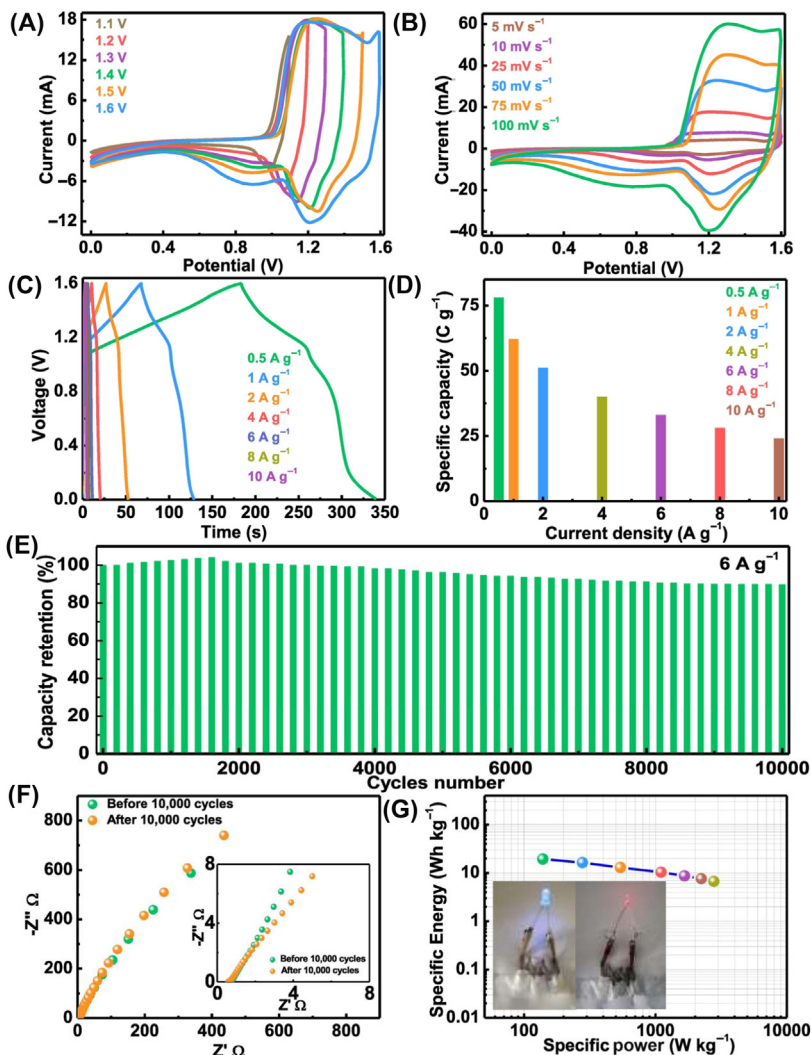 (A)
18
12
6
0
-6
-12
Current (mA)
1.1 V
1.2 V
1.3 V
1.4 V
1.5 V
1.6 V
0.0
0.4
0.8
1.2
1.6
Potential (V)
(B)
60
40
20
0
-20
-40
Current (mA)
5 mV s⁻¹
10 mV s⁻¹
25 mV s⁻¹
50 mV s⁻¹
75 mV s⁻¹
100 mV s⁻¹
0.0
0.4
0.8
1.2
1.6
Potential (V)
(C)
1.6
1.2
0.8
0.4
0.0
Voltage (V)
0.5 A g⁻¹
1 A g⁻¹
2 A g⁻¹
4 A g⁻¹
6 A g⁻¹
8 A g⁻¹
10 A g⁻¹
0
50
100
150
200
250
300
350
Time (s)
(D)
75
50
25
0
Specific capacity (C g⁻¹)
0.5 A g⁻¹
1 A g⁻¹
2 A g⁻¹
4 A g⁻¹
6 A g⁻¹
8 A g⁻¹
10 A g⁻¹
0
2
4
6
8
10
Current density (A g⁻¹)
(E)
100
80
60
40
20
0
Capacity retention (%)
6 A g⁻¹
0
2000
4000
6000
8000
10000
Cycles number
(F)
800
600
400
200
0
-Z'' Ω
Before 10,000 cycles
After 10,000 cycles
8
4
0
-Z'' Ω
Before 10,000 cycles
After 10,000 cycles
0
4
8
Z' Ω
0
200
400
600
800
Z' Ω
(G)
100
10
1
0.1
0.01
Specific Energy (Wh kg⁻¹)
100
1000
10000
Specific power (W kg⁻¹)